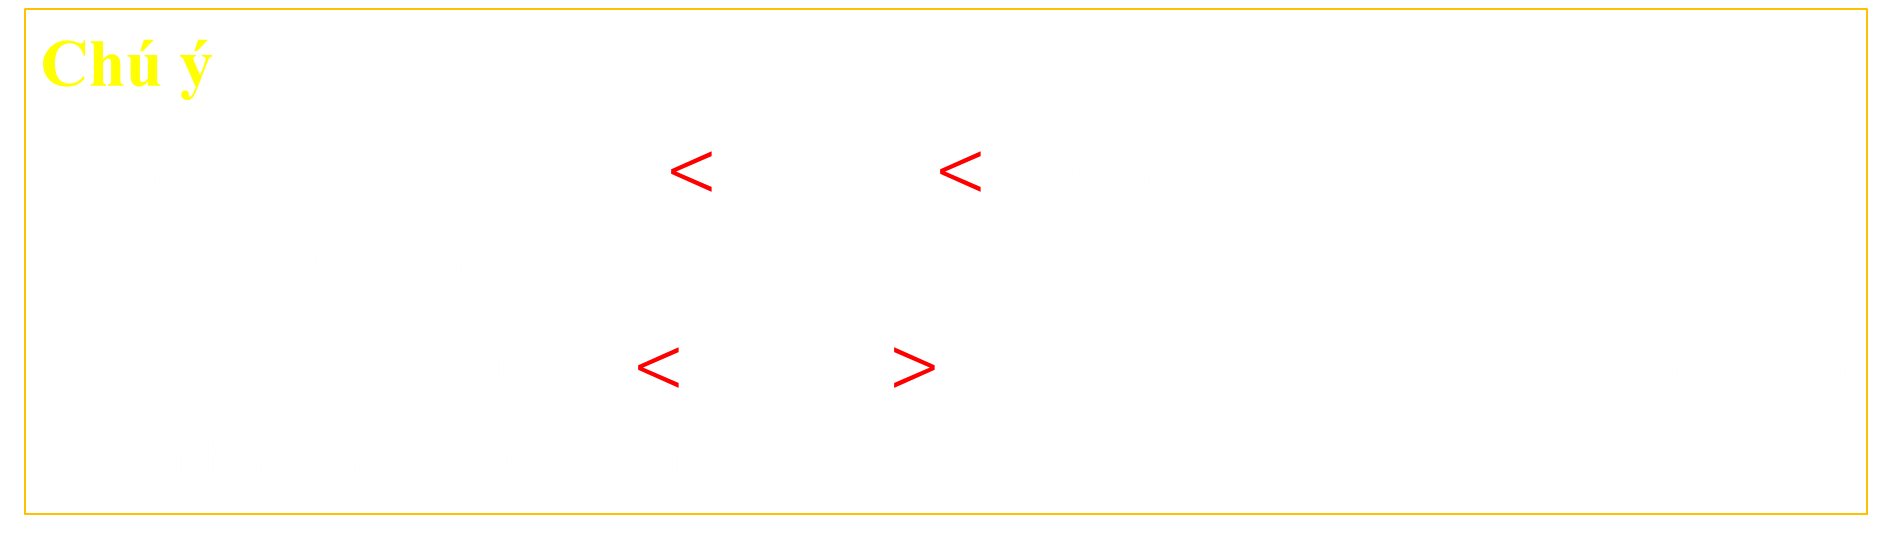 Chú ý
< <
< >